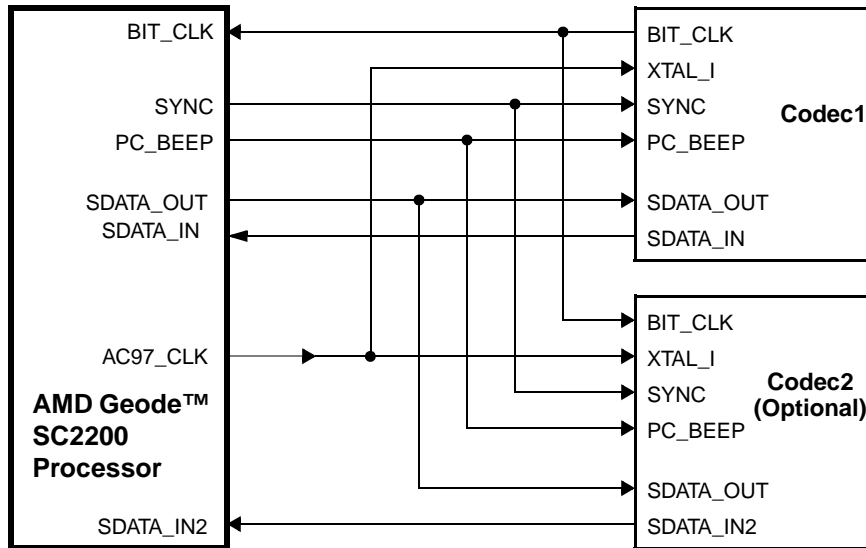 BIT_CLK
SYNC
PC_BEEP
SDATA_OUT
SDATA_IN
AC97_CLK
AMD Geode™
SC2200
Processor
SDATA_IN2
BIT_CLK
XTAL_I
SYNC
Codec1
PC_BEEP
SDATA_OUT
SDATA_IN
BIT_CLK
XTAL_I
SYNC
Codec2
(Optional)
PC_BEEP
SDATA_OUT
SDATA_IN2